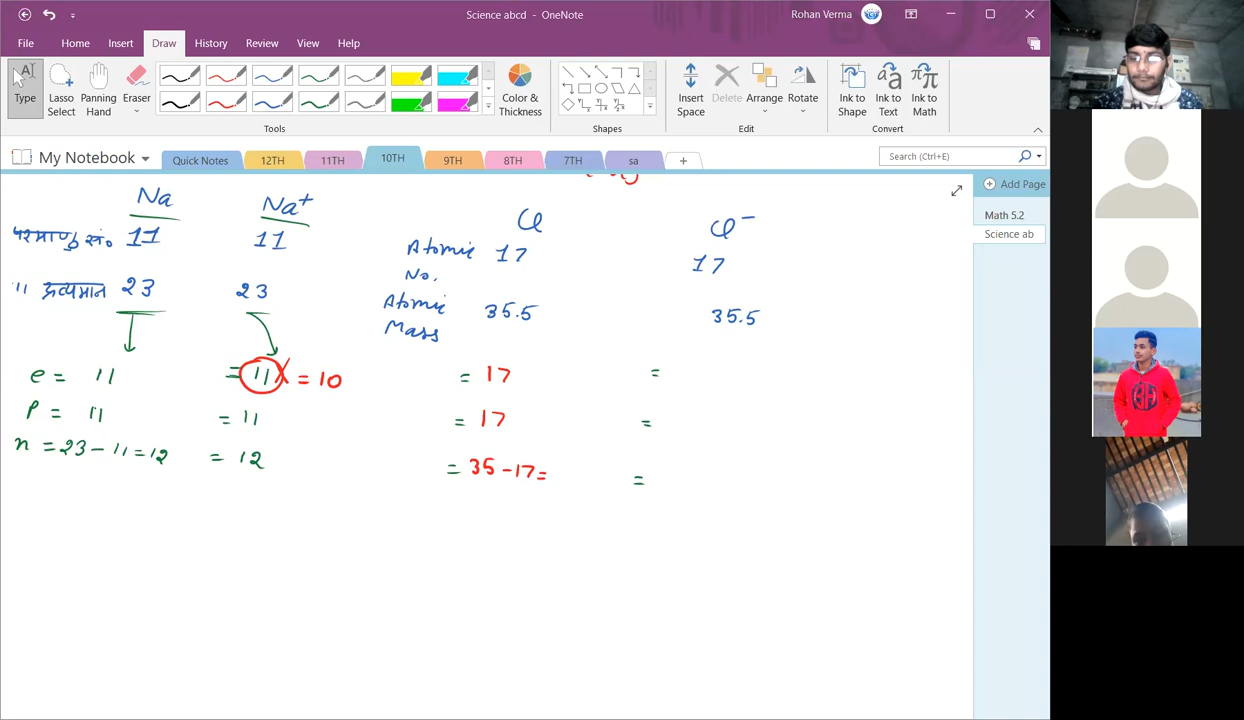 Science abcd - OneNote
Rohan Verma
File Home Insert Draw History Review View Help
Type
Lasso Select
Panning Hand
Eraser
Color & Thickness
Insert Space
Delete
Arrange
Rotate
Ink to Shape
Ink to Text
Ink to Math
Tools
Shapes
Edit
Convert
My Notebook
Quick Notes 12TH 11TH 10TH 9TH 8TH 7TH sa
Search (Ctrl+E)
Add Page
Math 5.2
Science ab
Na Na+ Cl Cl−
परमाणु सं० 11 11 Atomic No. 17 17
" द्रव्यमान 23 23 Atomic Mass 35.5 35.5
e = 11 = 11 = 10 = 17 =
P = 11 = 11 = 17 =
n = 23 − 11 = 12 = 12 = 35 − 17 = =